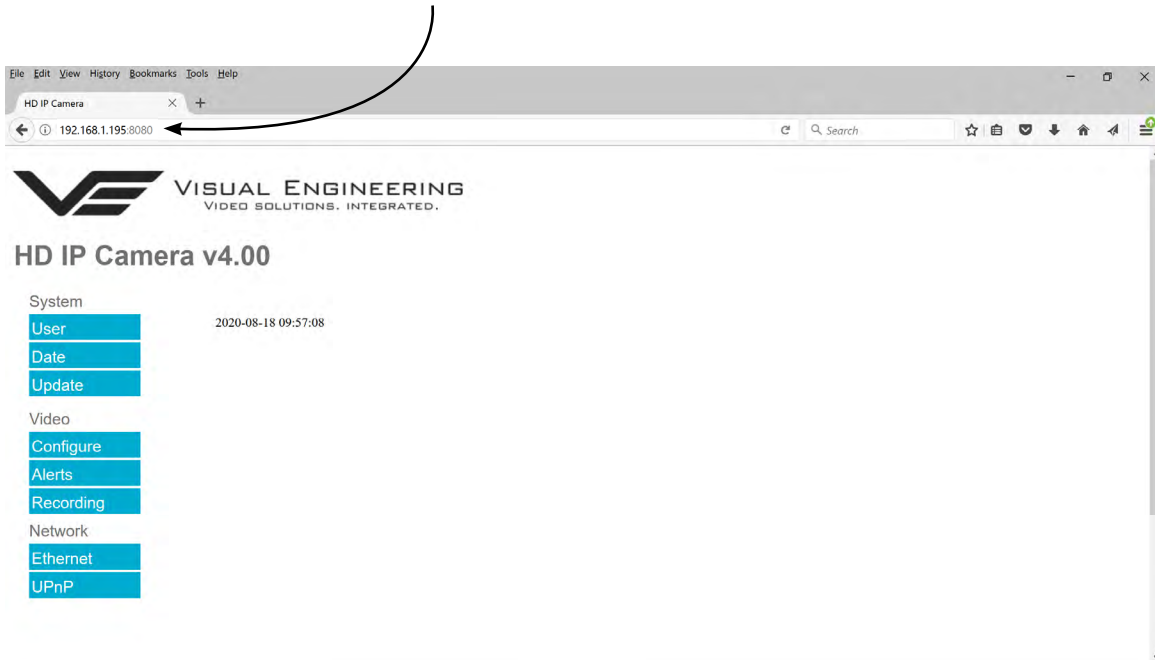 File Edit View History Bookmarks Tools Help
HD IP Camera
192.168.1.195:8080 Search
VE VISUAL ENGINEERING
VIDEO SOLUTIONS. INTEGRATED.
HD IP Camera v4.00
System
User 2020-08-18 09:57:08
Date
Update
Video
Configure
Alerts
Recording
Network
Ethernet
UPnP